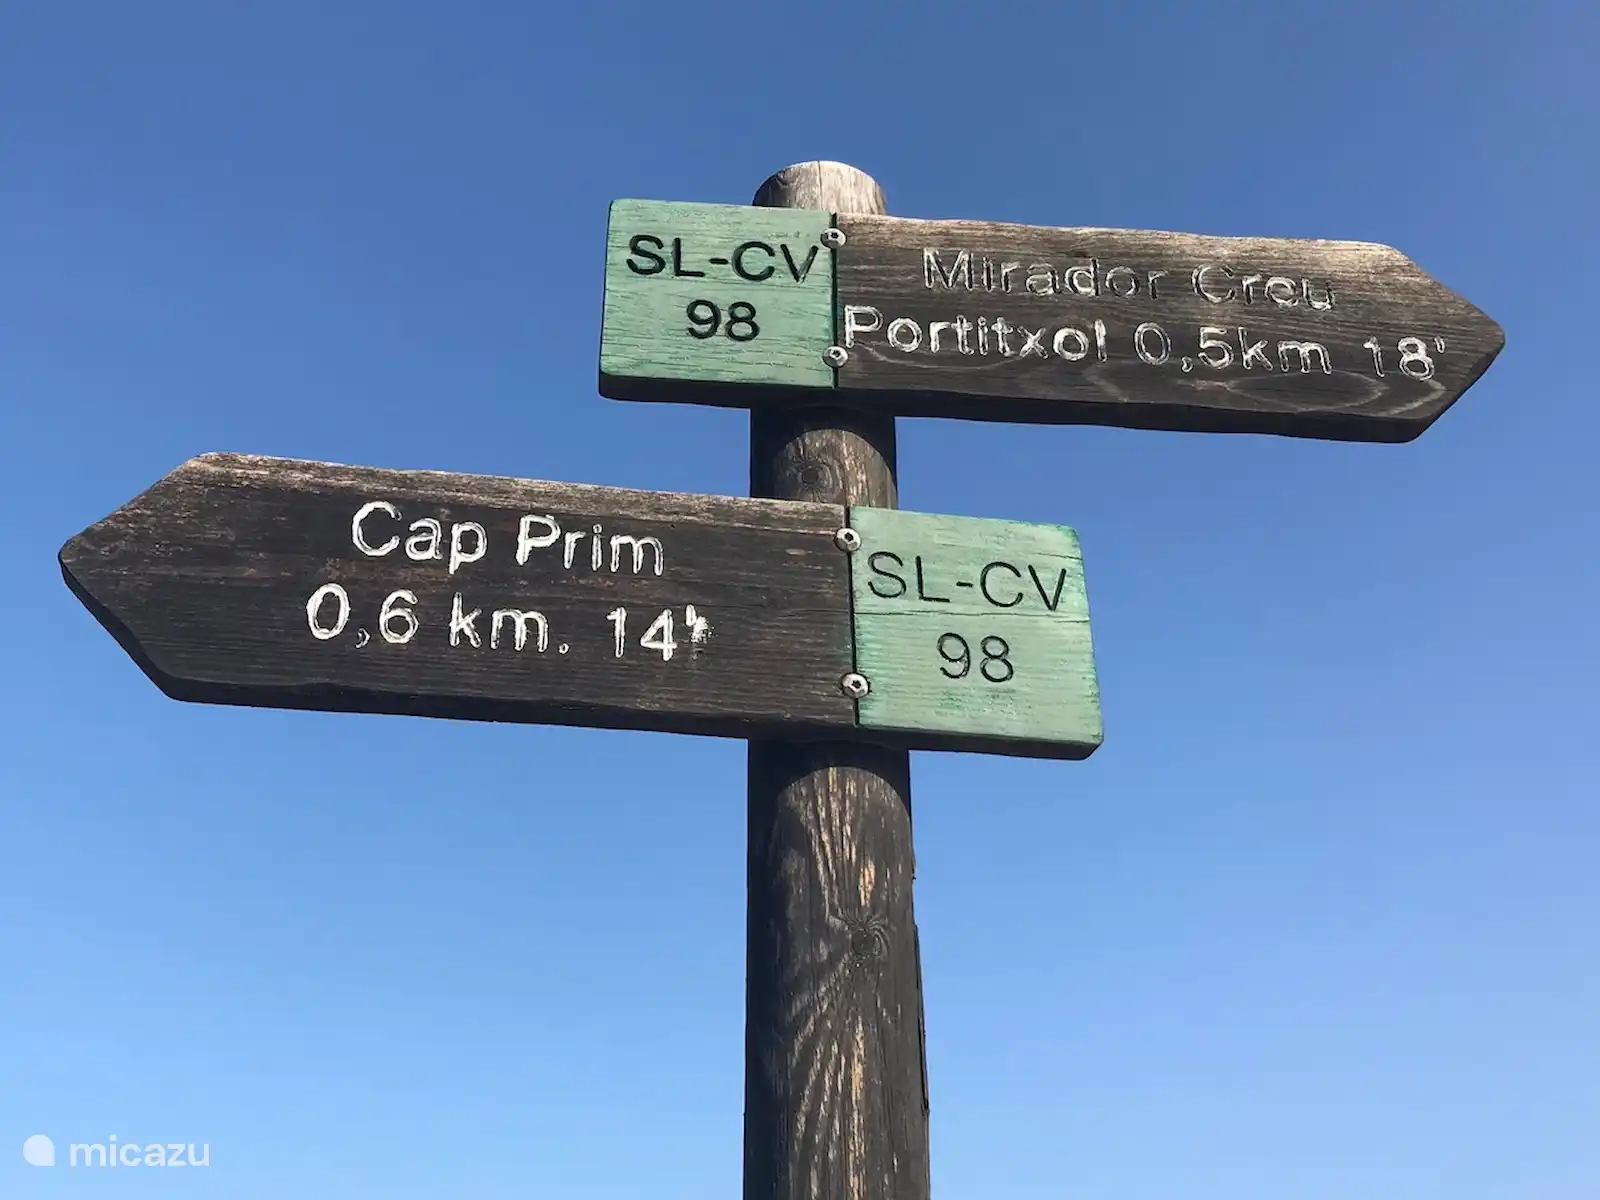 SL-CV
98
Mirador Creu
Portitxol 0,5km 18'
Cap Prim
0,6 km. 14'
SL-CV
98
micazu